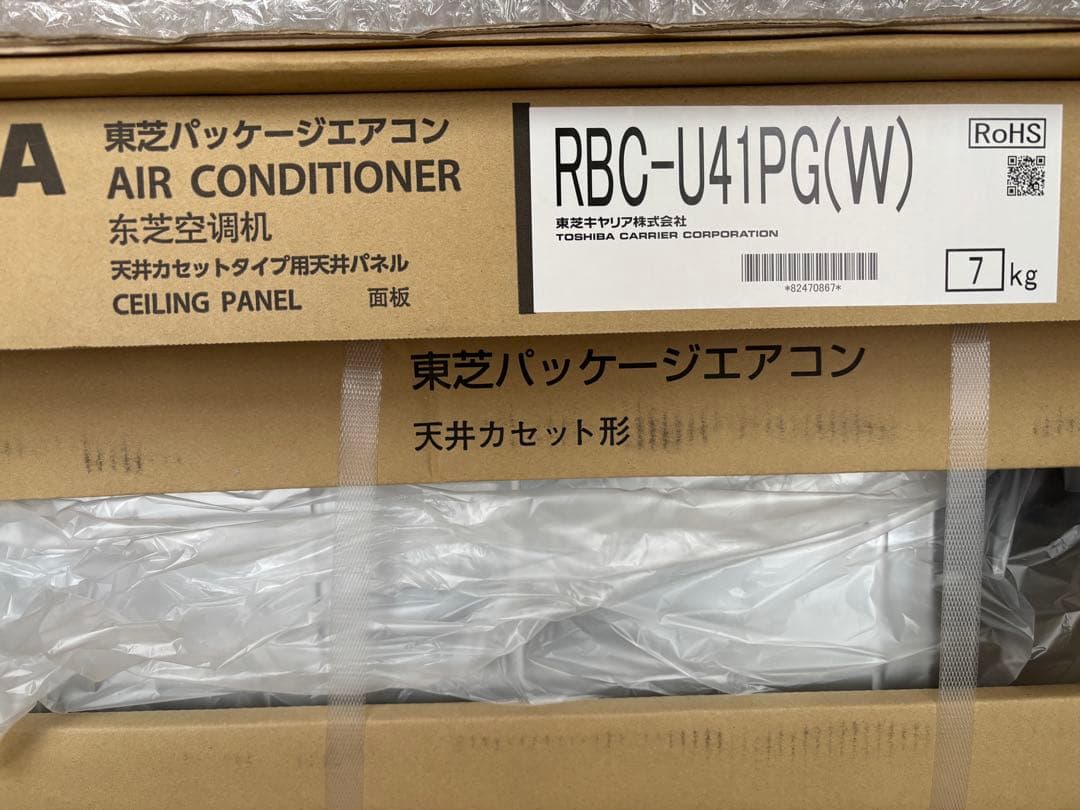 A
東芝パッケージエアコン
AIR CONDITIONER
东芝空调机
天井カセットタイプ用天井パネル
CEILING PANEL 面板
RBC-U41PG(W)
RoHS
東芝キヤリア株式会社
TOSHIBA CARRIER CORPORATION
*82470867*
7 kg
東芝パッケージエアコン
天井カセット形